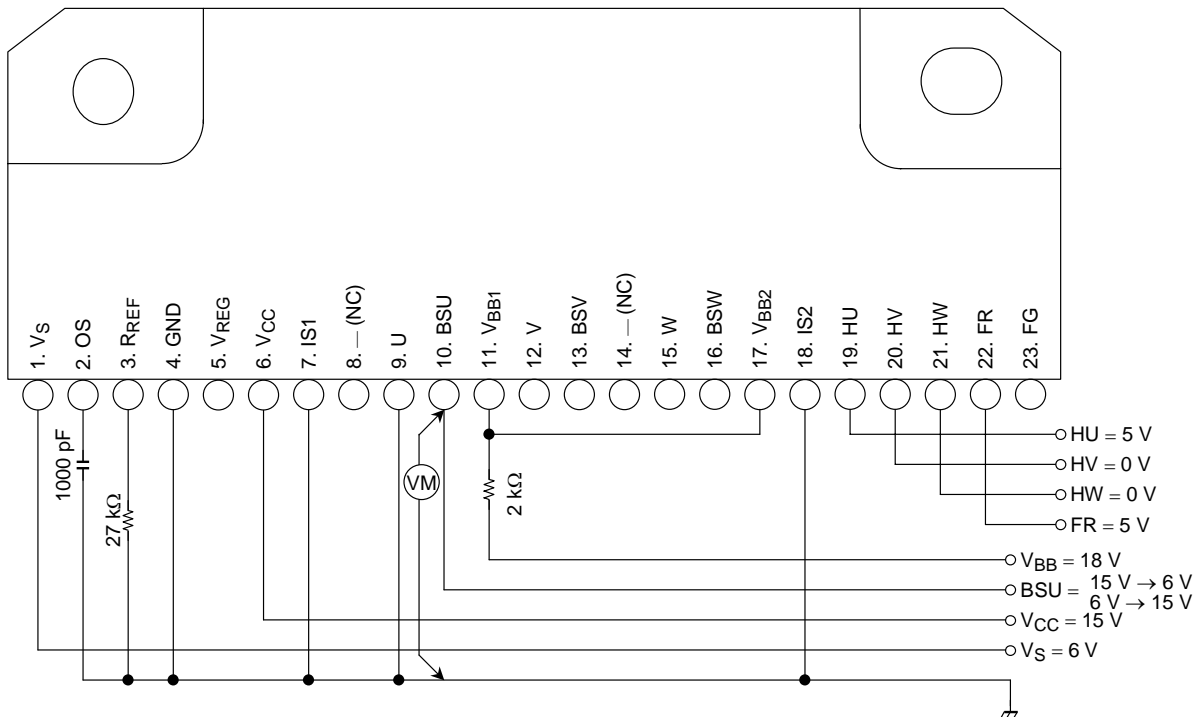 1. VS
2. OS
3. RREF
4. GND
5. VREG
6. VCC
7. IS1
8. — (NC)
9. U
10. BSU
11. VBB1
12. V
13. BSV
14. — (NC)
15. W
16. BSW
17. VBB2
18. IS2
19. HU
20. HV
21. HW
22. FR
23. FG
1000 pF
27 kΩ
VM
2 kΩ
HU = 5 V
HV = 0 V
HW = 0 V
FR = 5 V
VBB = 18 V
BSU = 15 V → 6 V
6 V → 15 V
VCC = 15 V
VS = 6 V